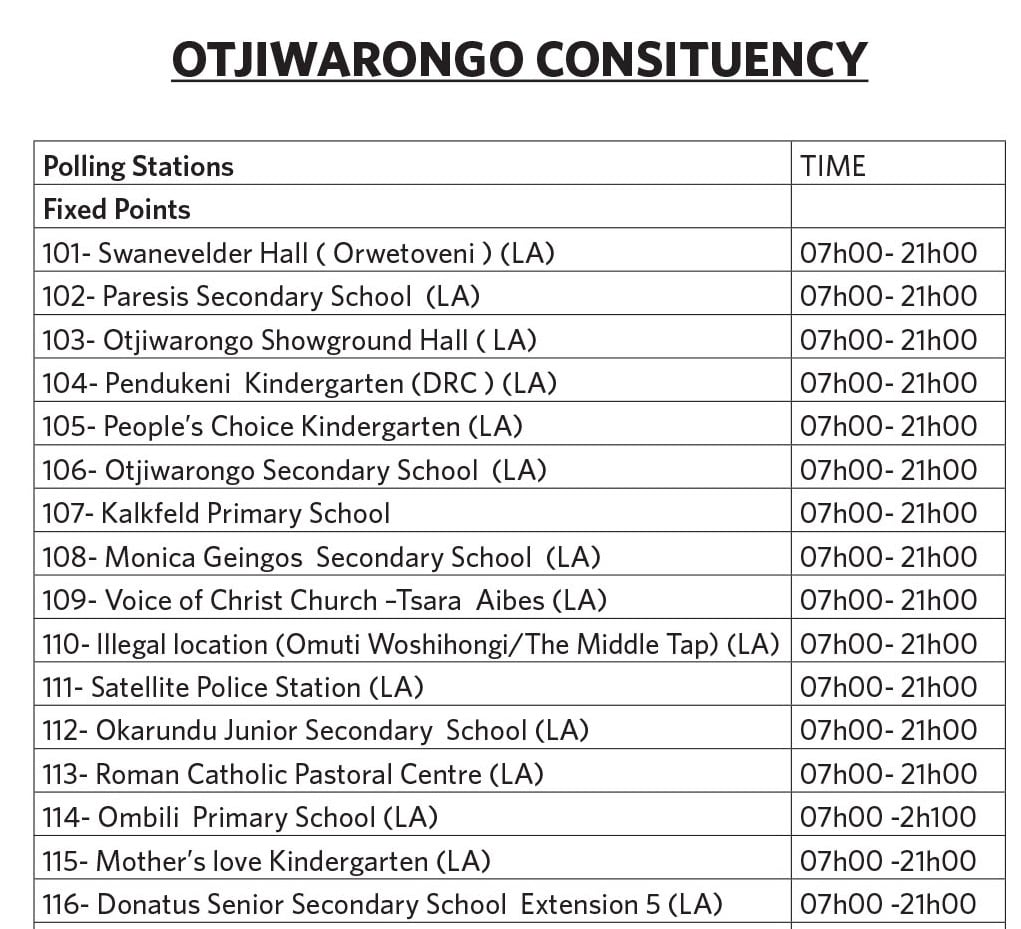 OTJIWARONGO CONSITUENCY
Polling Stations TIME
Fixed Points
101- Swanevelder Hall ( Orwetoveni ) (LA) 07h00- 21h00
102- Paresis Secondary School (LA) 07h00- 21h00
103- Otjiwarongo Showground Hall ( LA) 07h00- 21h00
104- Pendukeni Kindergarten (DRC ) (LA) 07h00- 21h00
105- People’s Choice Kindergarten (LA) 07h00- 21h00
106- Otjiwarongo Secondary School (LA) 07h00- 21h00
107- Kalkfeld Primary School 07h00- 21h00
108- Monica Geingos Secondary School (LA) 07h00- 21h00
109- Voice of Christ Church –Tsara Aibes (LA) 07h00- 21h00
110- Illegal location (Omuti Woshihongi/The Middle Tap) (LA) 07h00- 21h00
111- Satellite Police Station (LA) 07h00- 21h00
112- Okarundu Junior Secondary School (LA) 07h00- 21h00
113- Roman Catholic Pastoral Centre (LA) 07h00- 21h00
114- Ombili Primary School (LA) 07h00 -2h100
115- Mother’s love Kindergarten (LA) 07h00 -21h00
116- Donatus Senior Secondary School Extension 5 (LA) 07h00 -21h00